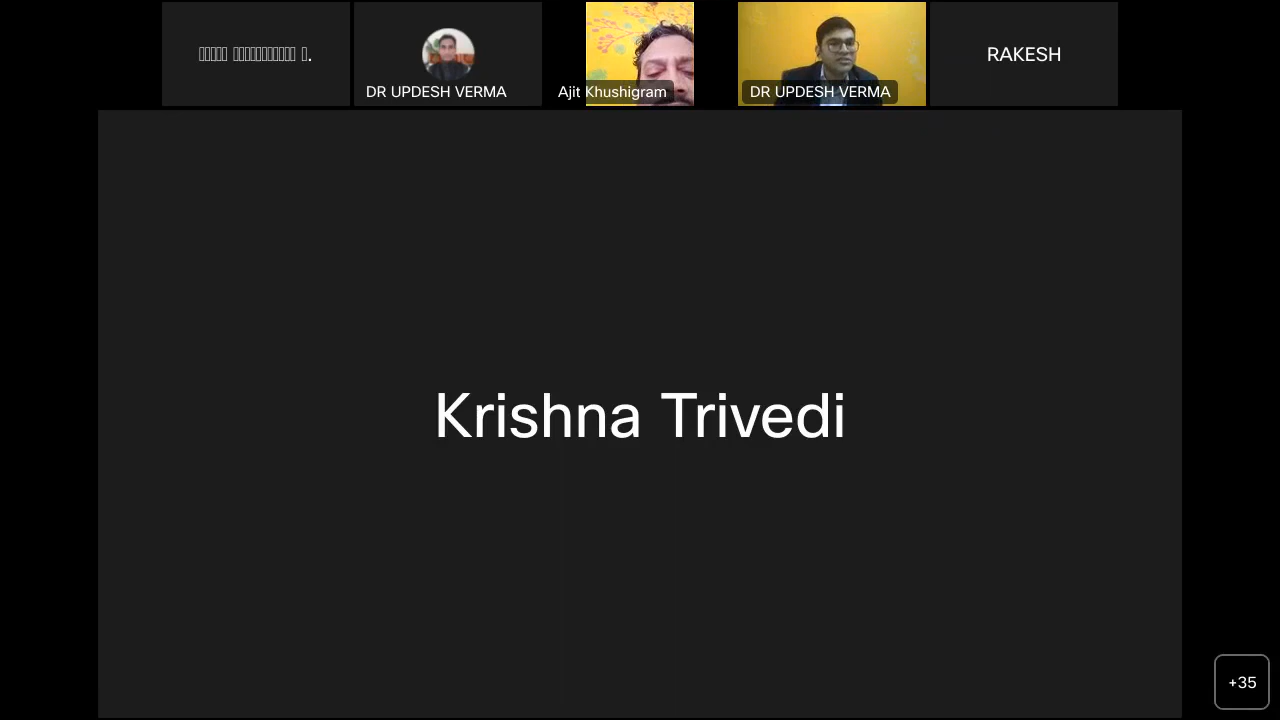 DR UPDESH VERMA
Ajit Khushigram
DR UPDESH VERMA
RAKESH
Krishna Trivedi
+35